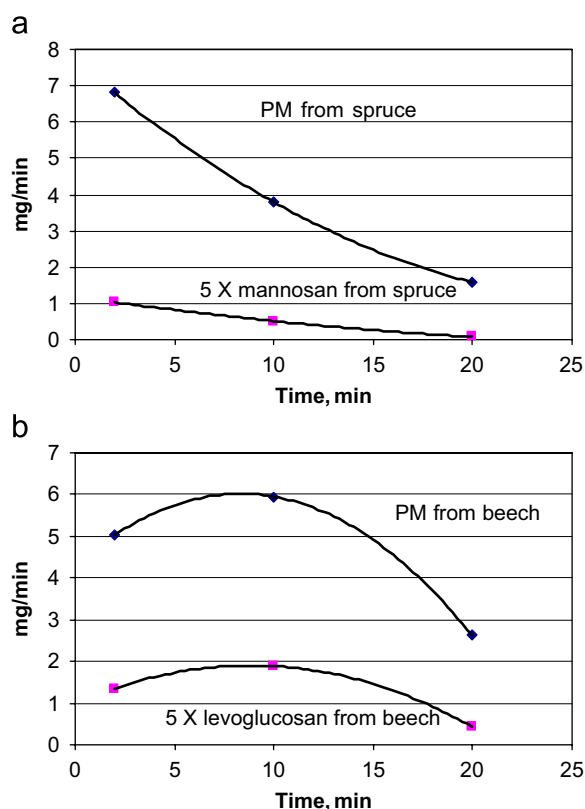 a
8
7
6
5
4
3
2
1
0
mg/min
PM from spruce
5 X mannosan from spruce
0 5 10 15 20 25
Time, min
b
7
6
5
4
3
2
1
0
mg/min
PM from beech
5 X levoglucosan from beech
0 5 10 15 20 25
Time, min